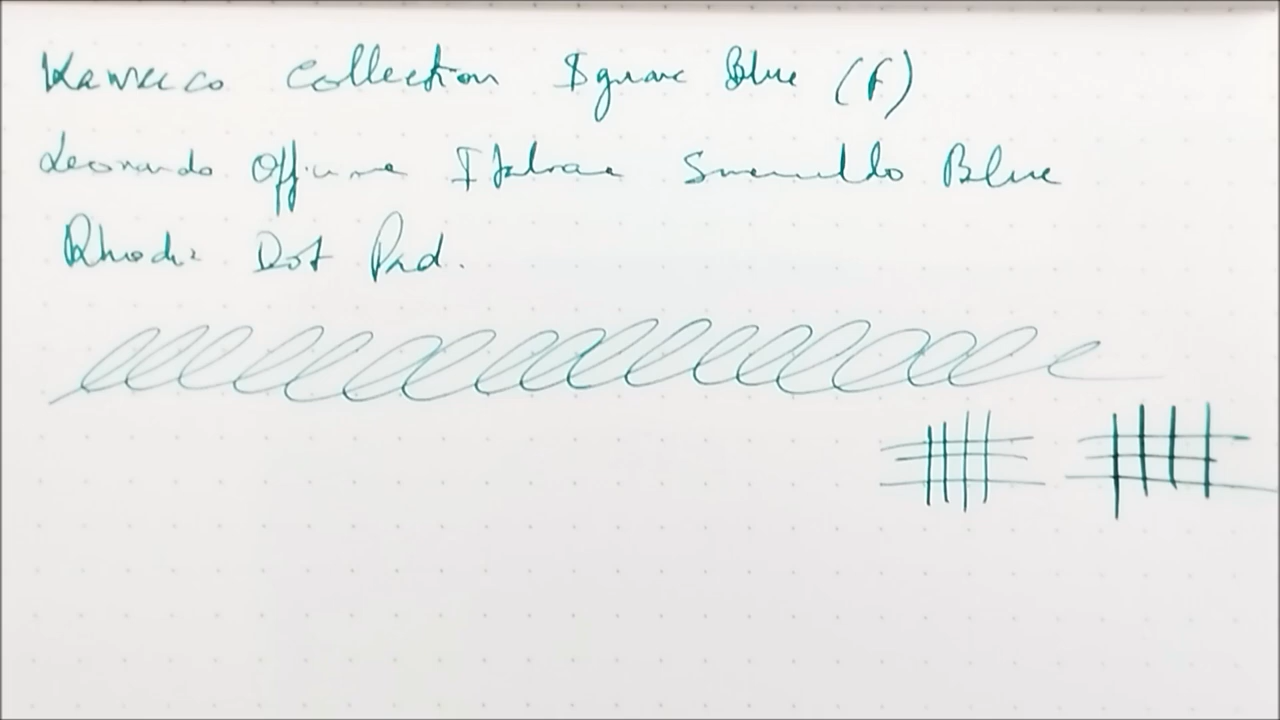 Kaweco Collection Iguana Blue (F)
Leonardo Officina Italiana Smeraldo Blue
Rhodia Dot Pad.